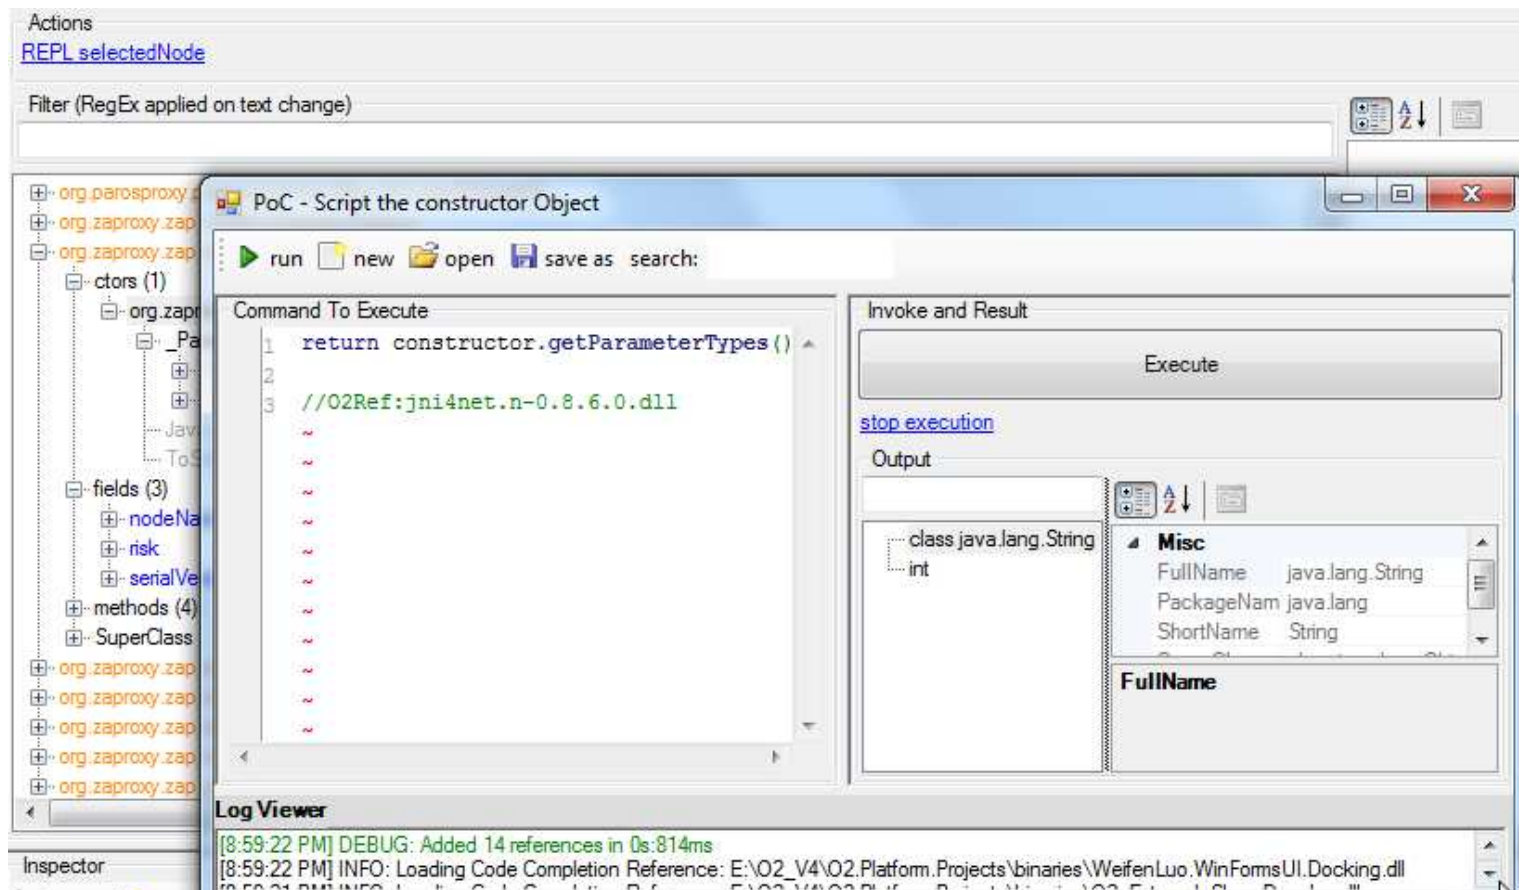 Actions
REPL selectedNode
Filter (RegEx applied on text change)
org.parosproxy.
org.zaproxy.zap
org.zaproxy.zap
ctors (1)
org.zapr
_Pa
Jav
ToS
fields (3)
nodeNa
risk
serialVe
methods (4)
SuperClass
org.zaproxy.zap
org.zaproxy.zap
org.zaproxy.zap
org.zaproxy.zap
org.zaproxy.zap
Inspector
PoC - Script the constructor Object
run new open save as search:
Command To Execute
1 return constructor.getParameterTypes()
2
3 //O2Ref:jni4net.n-0.8.6.0.dll
~
~
~
~
~
~
~
~
~
~
~
Invoke and Result
Execute
stop execution
Output
class java.lang.String
int
Misc
FullName java.lang.String
PackageNam java.lang
ShortName String
FullName
Log Viewer
[8:59:22 PM] DEBUG: Added 14 references in 0s:814ms
[8:59:22 PM] INFO: Loading Code Completion Reference: E:\O2_V4\O2.Platform.Projects\binaries\WeifenLuo.WinFormsUI.Docking.dll